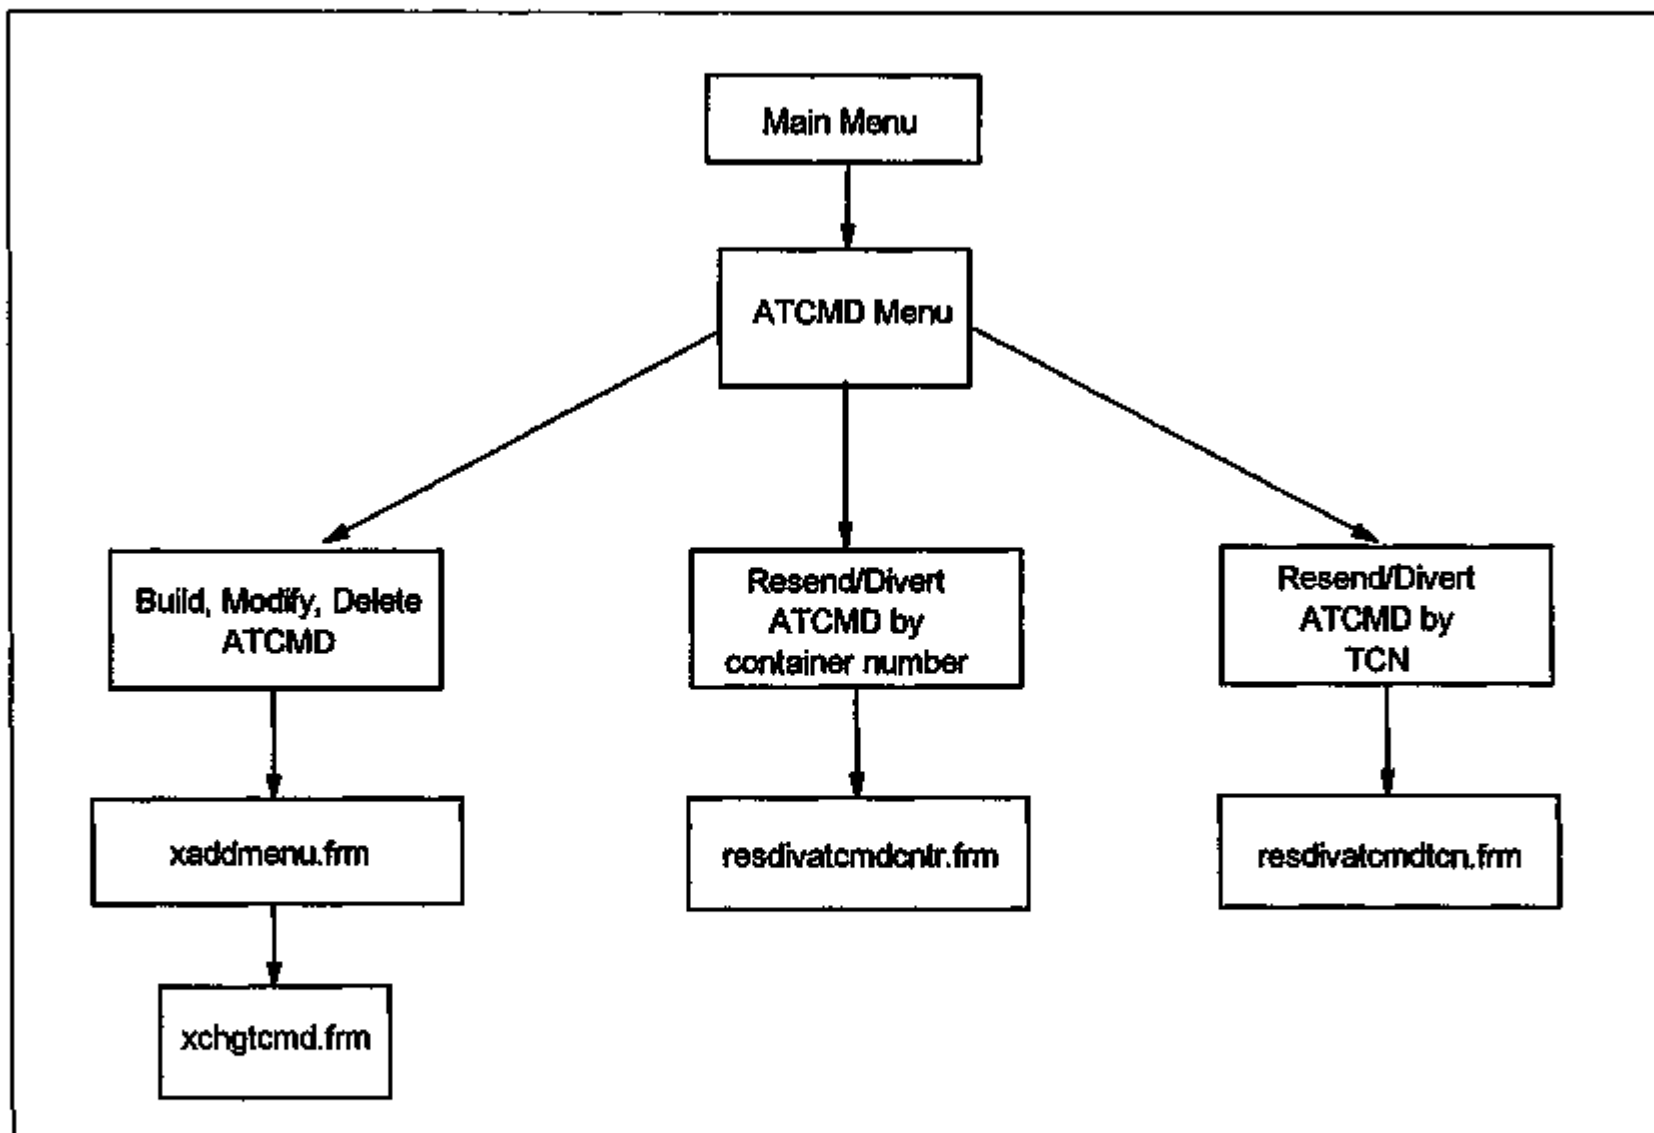 Main Menu
ATCMD Menu
Build, Modify, Delete
ATCMD
Resend/Divert
ATCMD by
container number
Resend/Divert
ATCMD by
TCN
xaddmenu.frm
resdivatcmdcntr.frm
resdivatcmdtcn.frm
xchgtcmd.frm